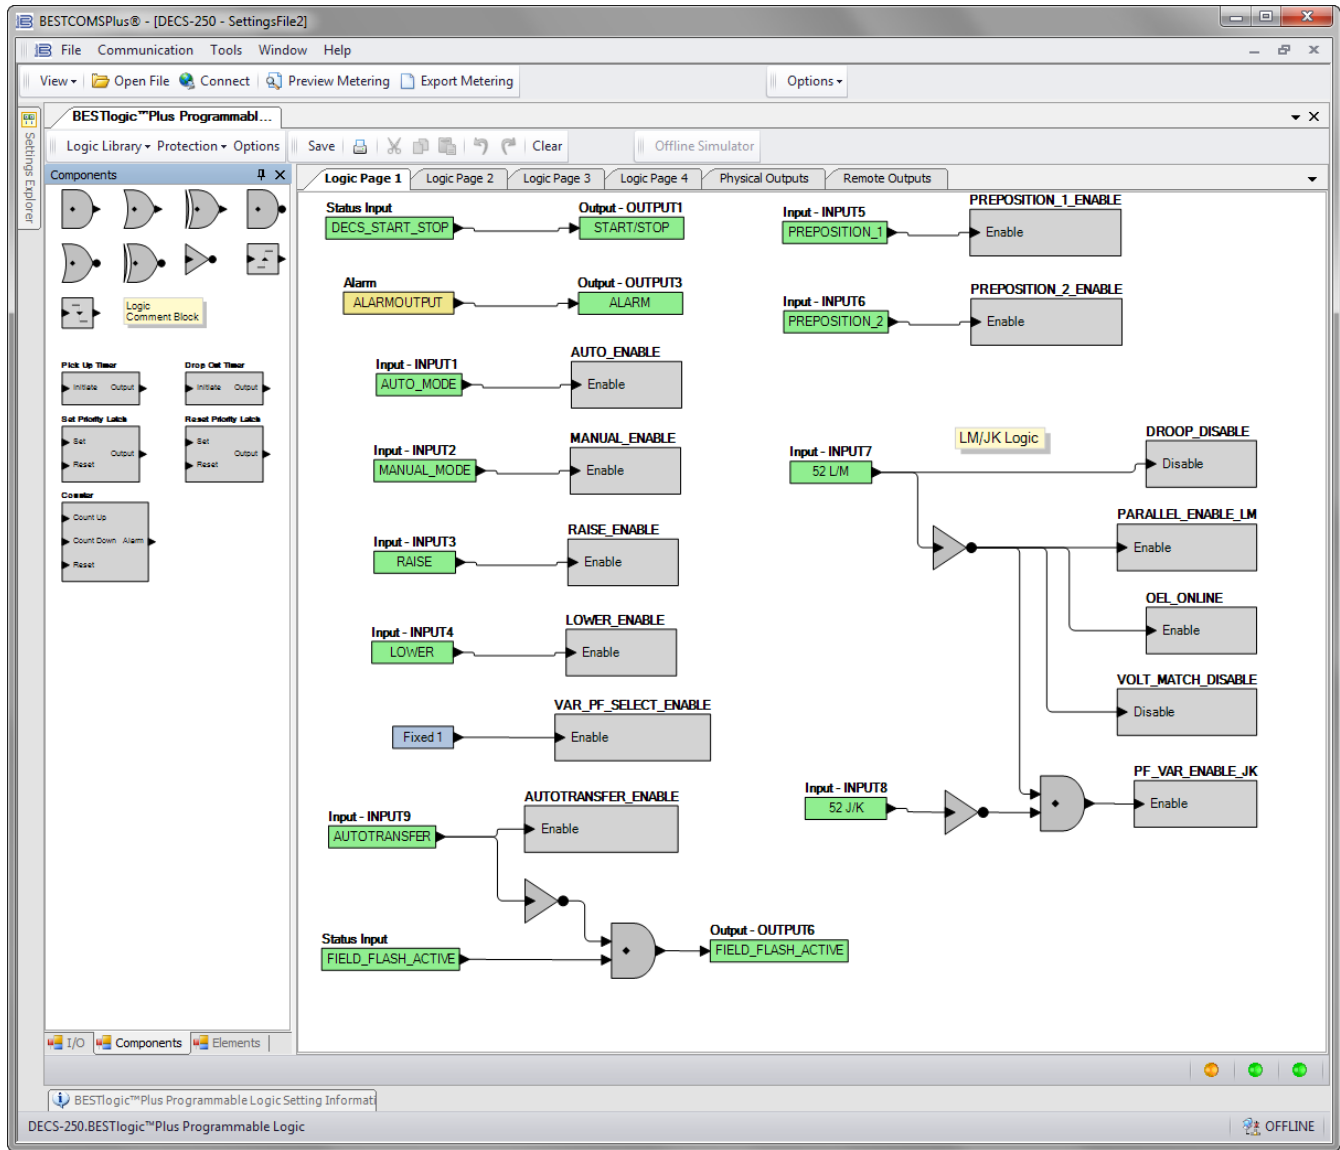 BESTCOMSPlus® - [DECS-250 - SettingsFile2]
File Communication Tools Window Help
View Open File Connect Preview Metering Export Metering Options
Settings Explorer
BESTlogic™Plus Programmabl...
Logic Library Protection Options Save Clear Offline Simulator
Components
Logic Page 1 Logic Page 2 Logic Page 3 Logic Page 4 Physical Outputs Remote Outputs
Logic
Comment Block
Pick Up Timer
Initiate Output
Drop Out Timer
Initiate Output
Set Priority Latch
Set
Output
Reset
Reset Priority Latch
Set
Output
Reset
Counter
Count Up
Count Down Alarm
Reset
Status Input
DECS_START_STOP
Output - OUTPUT1
START/STOP
Alarm
ALARMOUTPUT
Output - OUTPUT3
ALARM
Input - INPUT1
AUTO_MODE
AUTO_ENABLE
Enable
Input - INPUT2
MANUAL_MODE
MANUAL_ENABLE
Enable
Input - INPUT3
RAISE
RAISE_ENABLE
Enable
Input - INPUT4
LOWER
LOWER_ENABLE
Enable
Fixed 1
VAR_PF_SELECT_ENABLE
Enable
Input - INPUT9
AUTOTRANSFER
AUTOTRANSFER_ENABLE
Enable
Status Input
FIELD_FLASH_ACTIVE
Output - OUTPUT6
FIELD_FLASH_ACTIVE
Input - INPUT5
PREPOSITION_1
PREPOSITION_1_ENABLE
Enable
Input - INPUT6
PREPOSITION_2
PREPOSITION_2_ENABLE
Enable
LM/JK Logic
Input - INPUT7
52 L/M
DROOP_DISABLE
Disable
PARALLEL_ENABLE_LM
Enable
OEL_ONLINE
Enable
VOLT_MATCH_DISABLE
Disable
Input - INPUT8
52 J/K
PF_VAR_ENABLE_JK
Enable
I/O Components Elements
BESTlogic™Plus Programmable Logic Setting Informati
DECS-250.BESTlogic™Plus Programmable Logic
OFFLINE